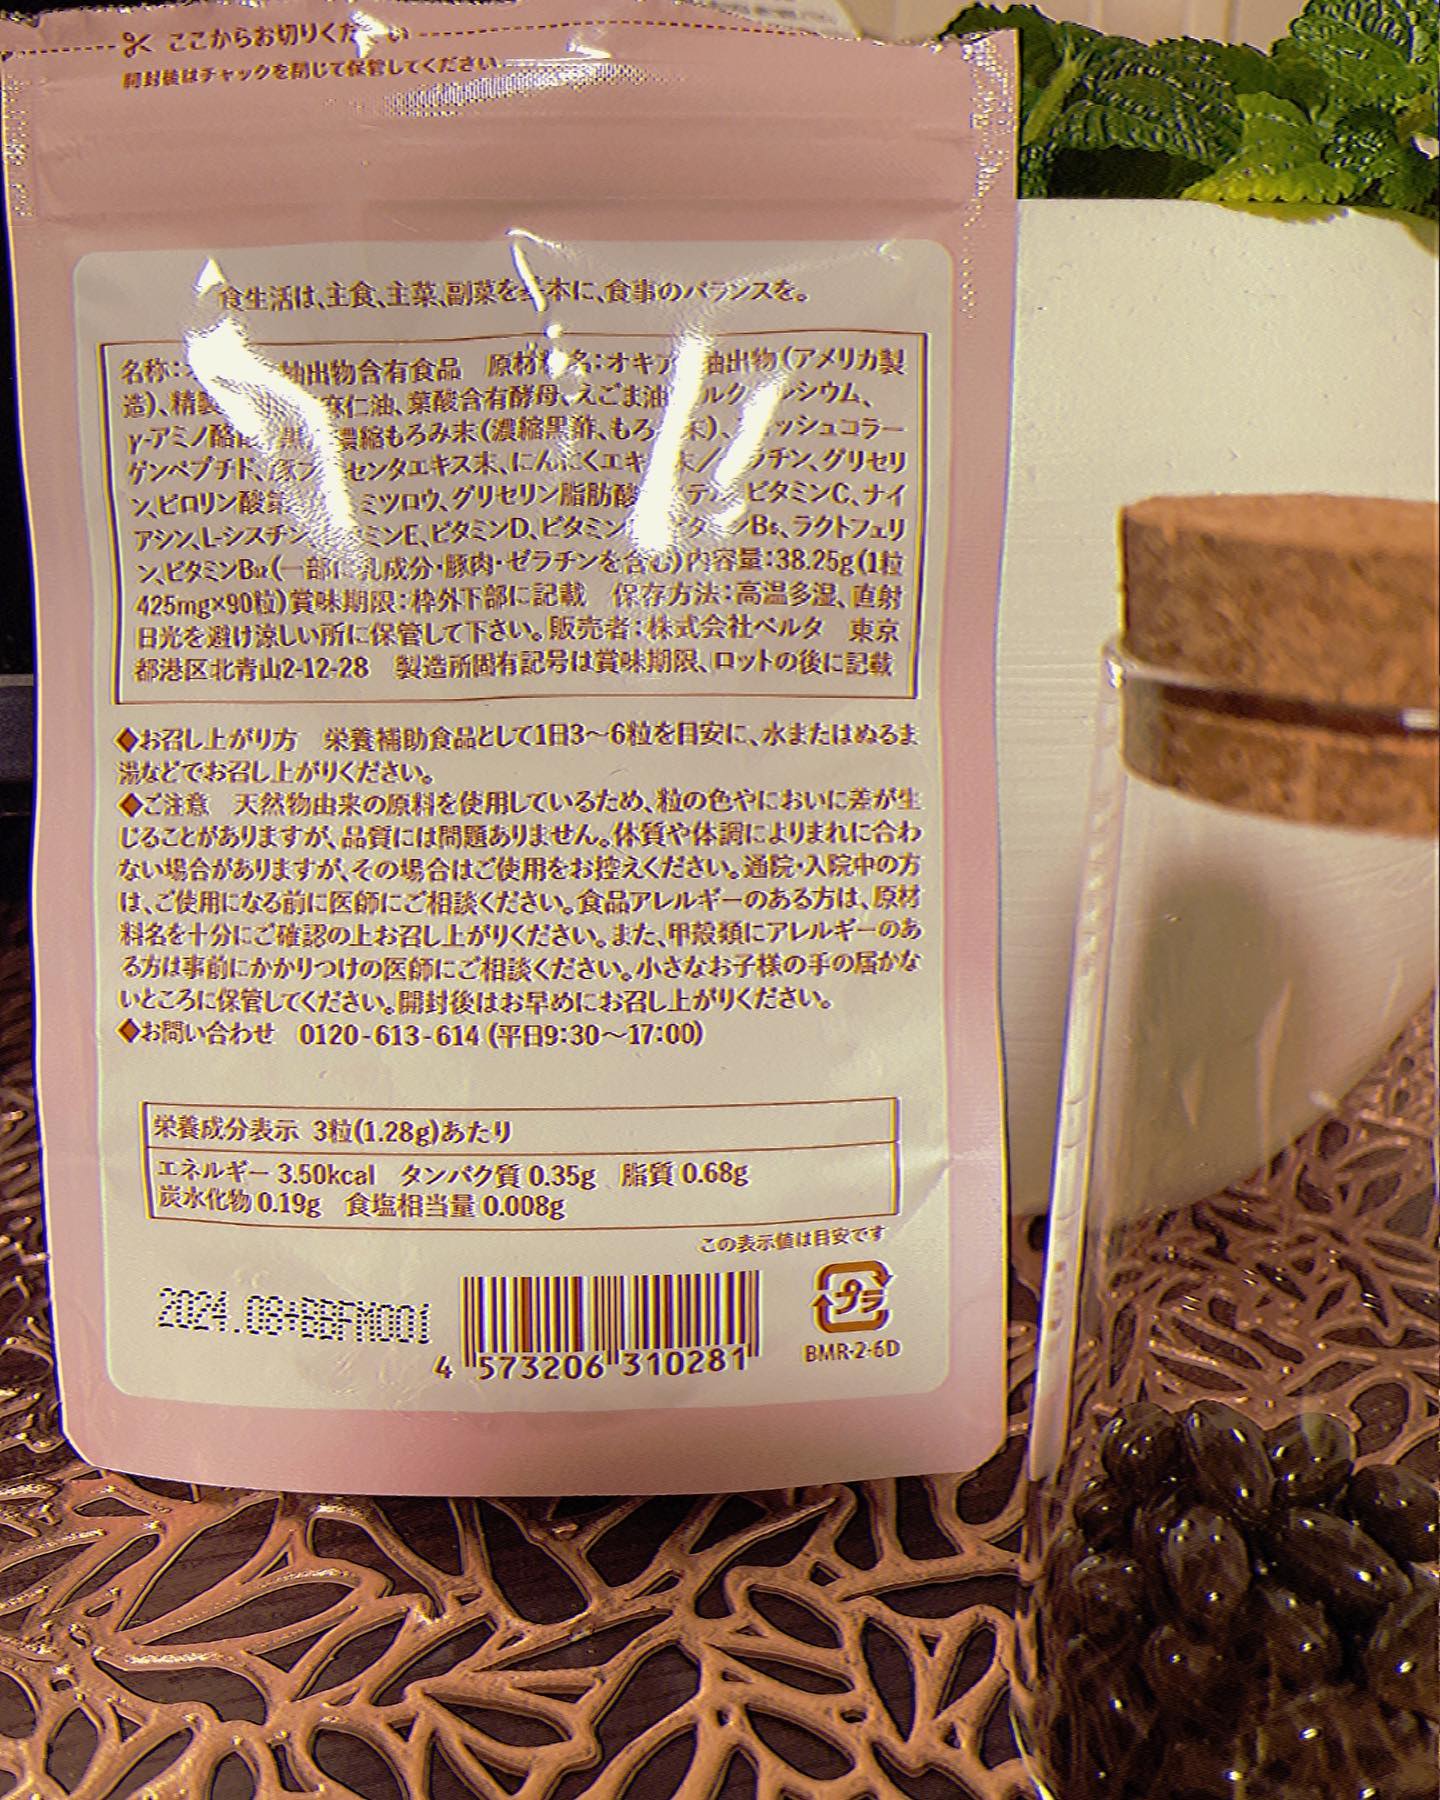 ここからお切りください
開封後はチャックを閉じて保管してください。
食生活は、主食、主菜、副菜を基本に、食事のバランスを。
名称: 抽出物含有食品 原材料名:オキア 抽出物(アメリカ製
造)、精製 麻仁油、葉酸含有酵母、えごま油 ルク シウム、
γ-アミノ酪酸 黒 濃縮もろみ末(濃縮黒酢、もろ 末)、 ッシュコラー
ゲンペプチド、豚プ センタエキス末、にんにくエキ 末/ ラチン、グリセリ
ン、ピロリン酸第 ミツロウ、グリセリン脂肪酸 テル ビタミンC、ナイ
アシン、L-シスチン、 ミンE、ビタミンD、ビタミン ビタミンB₆、ラクトフェリ
ン、ビタミンB₁₂(一部に乳成分・豚肉・ゼラチンを含む)内容量:38.25g(1粒
425mg×90粒)賞味期限:枠外下部に記載 保存方法:高温多湿、直射
日光を避け涼しい所に保管して下さい。販売者:株式会社ベルタ 東京
都港区北青山2-12-28 製造所固有記号は賞味期限、ロットの後に記載
◆お召し上がり方 栄養補助食品として1日3〜6粒を目安に、水またはぬるま
湯などでお召し上がりください。
◆ご注意 天然物由来の原料を使用しているため、粒の色やにおいに差が生
じることがありますが、品質には問題ありません。体質や体調によりまれに合わ
ない場合がありますが、その場合はご使用をお控えください。通院・入院中の方
は、ご使用になる前に医師にご相談ください。食品アレルギーのある方は、原材
料名を十分にご確認の上お召し上がりください。また、甲殻類にアレルギーのあ
る方は事前にかかりつけの医師にご相談ください。小さなお子様の手の届かな
いところに保管してください。開封後はお早めにお召し上がりください。
◆お問い合わせ 0120-613-614 (平日9:30〜17:00)
栄養成分表示 3粒(1.28g)あたり
エネルギー 3.50kcal タンパク質 0.35g 脂質 0.68g
炭水化物 0.19g 食塩相当量 0.008g
この表示値は目安です
2024.08+BBFM001
プラ
4 573206 310281
BMR-2-6D